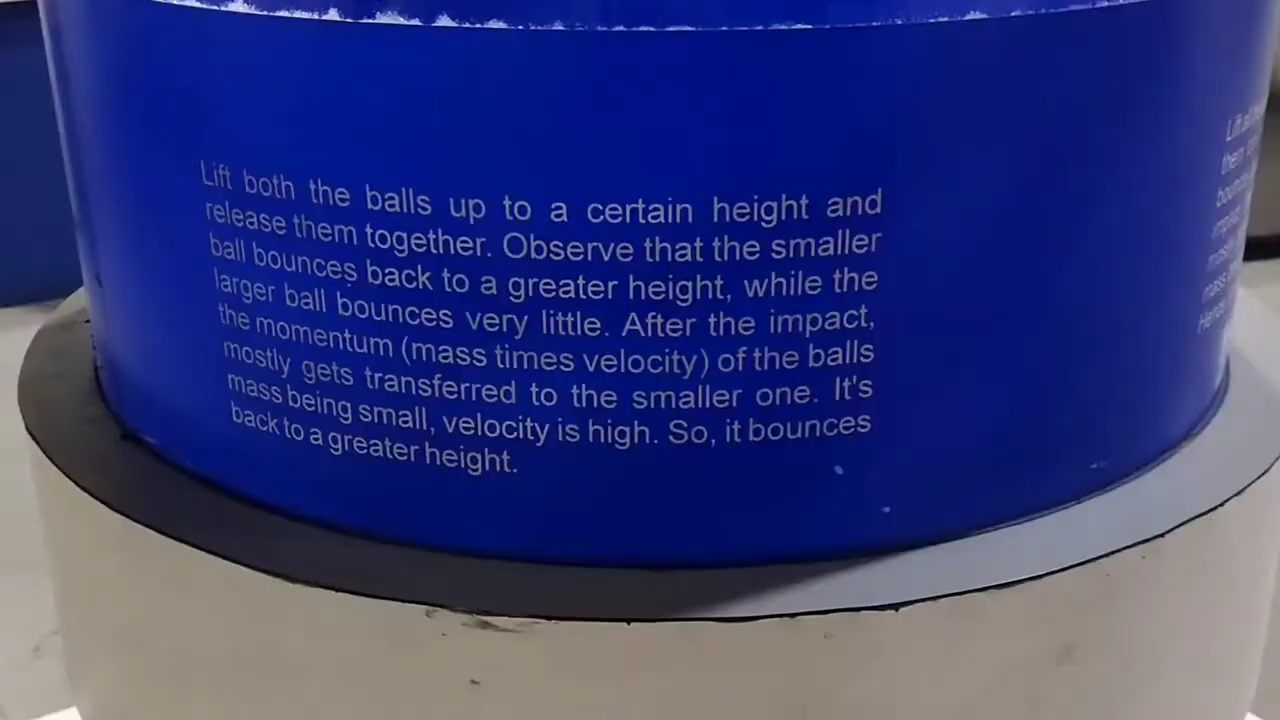 Lift both the balls up to a certain height and
release them together. Observe that the smaller
ball bounces back to a greater height, while the
larger ball bounces very little. After the impact,
the momentum (mass times velocity) of the balls
mostly gets transferred to the smaller one. It's
mass being small, velocity is high. So, it bounces
back to a greater height.
Lift
them